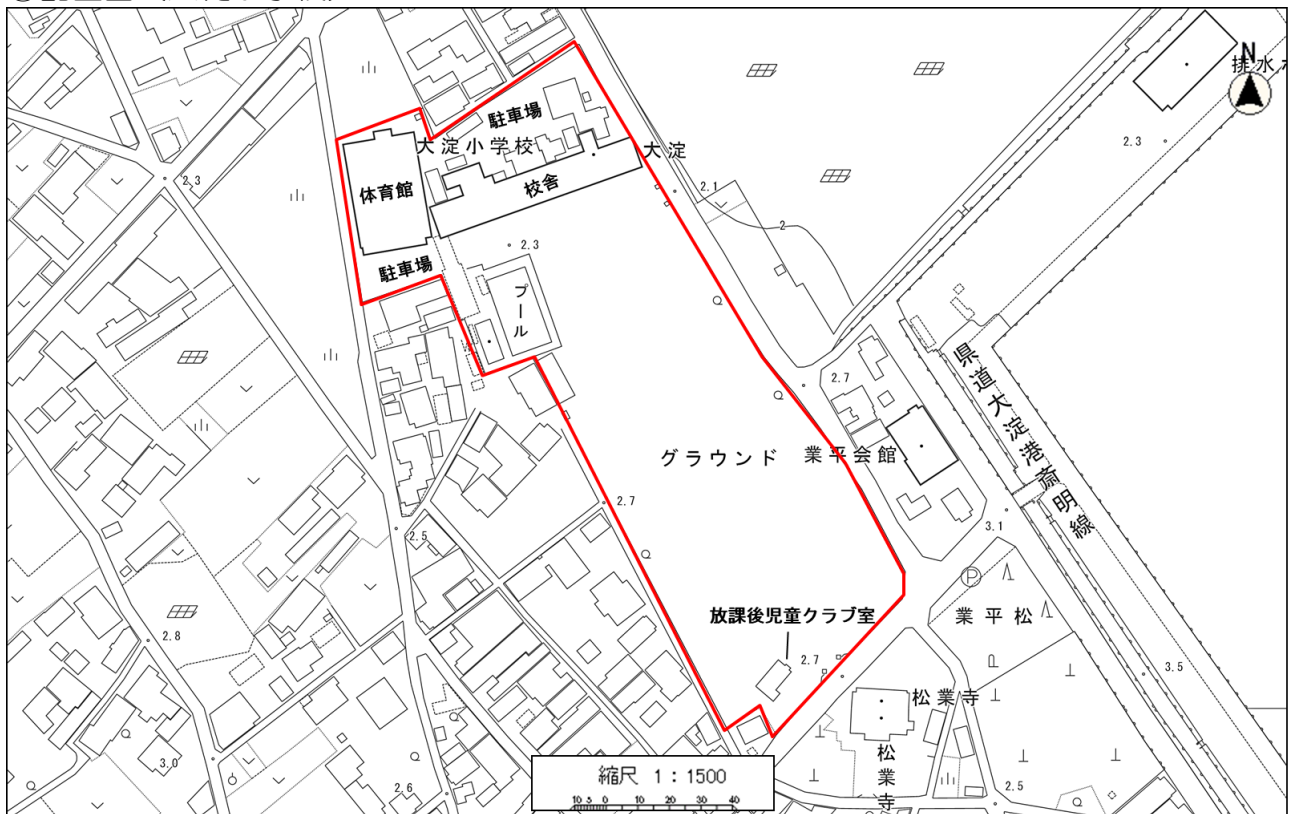 N
排水
駐車場
大淀小学校
大淀
体育館
校舎
駐車場
プール
2.3
2.3
2.1
2
2.3
2.7
県道大淀港斎明線
グラウンド
業平会館
2.7
2.5
3.1
P
放課後児童クラブ室
業平松
2.8
2.7
3.5
松業寺
松業寺
3.0
2.6
2.5
縮尺 1:1500
10 5 0 10 20 30 40